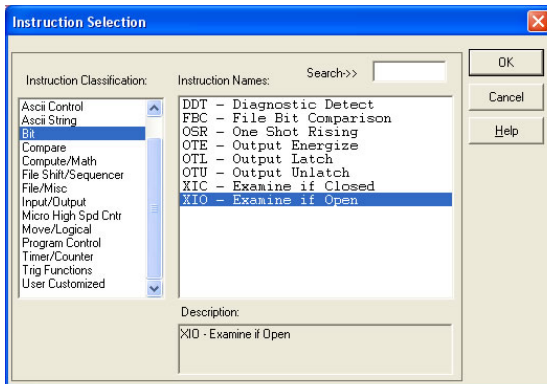 Instruction Selection
Instruction Classification:
Ascii Control
Ascii String
Bit
Compare
Compute/Math
File Shift/Sequencer
File/Misc
Input/Output
Micro High Spd Cntr
Move/Logical
Program Control
Timer/Counter
Trig Functions
User Customized
Instruction Names:
Search->>
DDT - Diagnostic Detect
FBC - File Bit Comparison
OSR - One Shot Rising
OTE - Output Energize
OTL - Output Latch
OTU - Output Unlatch
XIC - Examine if Closed
XIO - Examine if Open
Description:
XIO - Examine if Open
OK
Cancel
Help